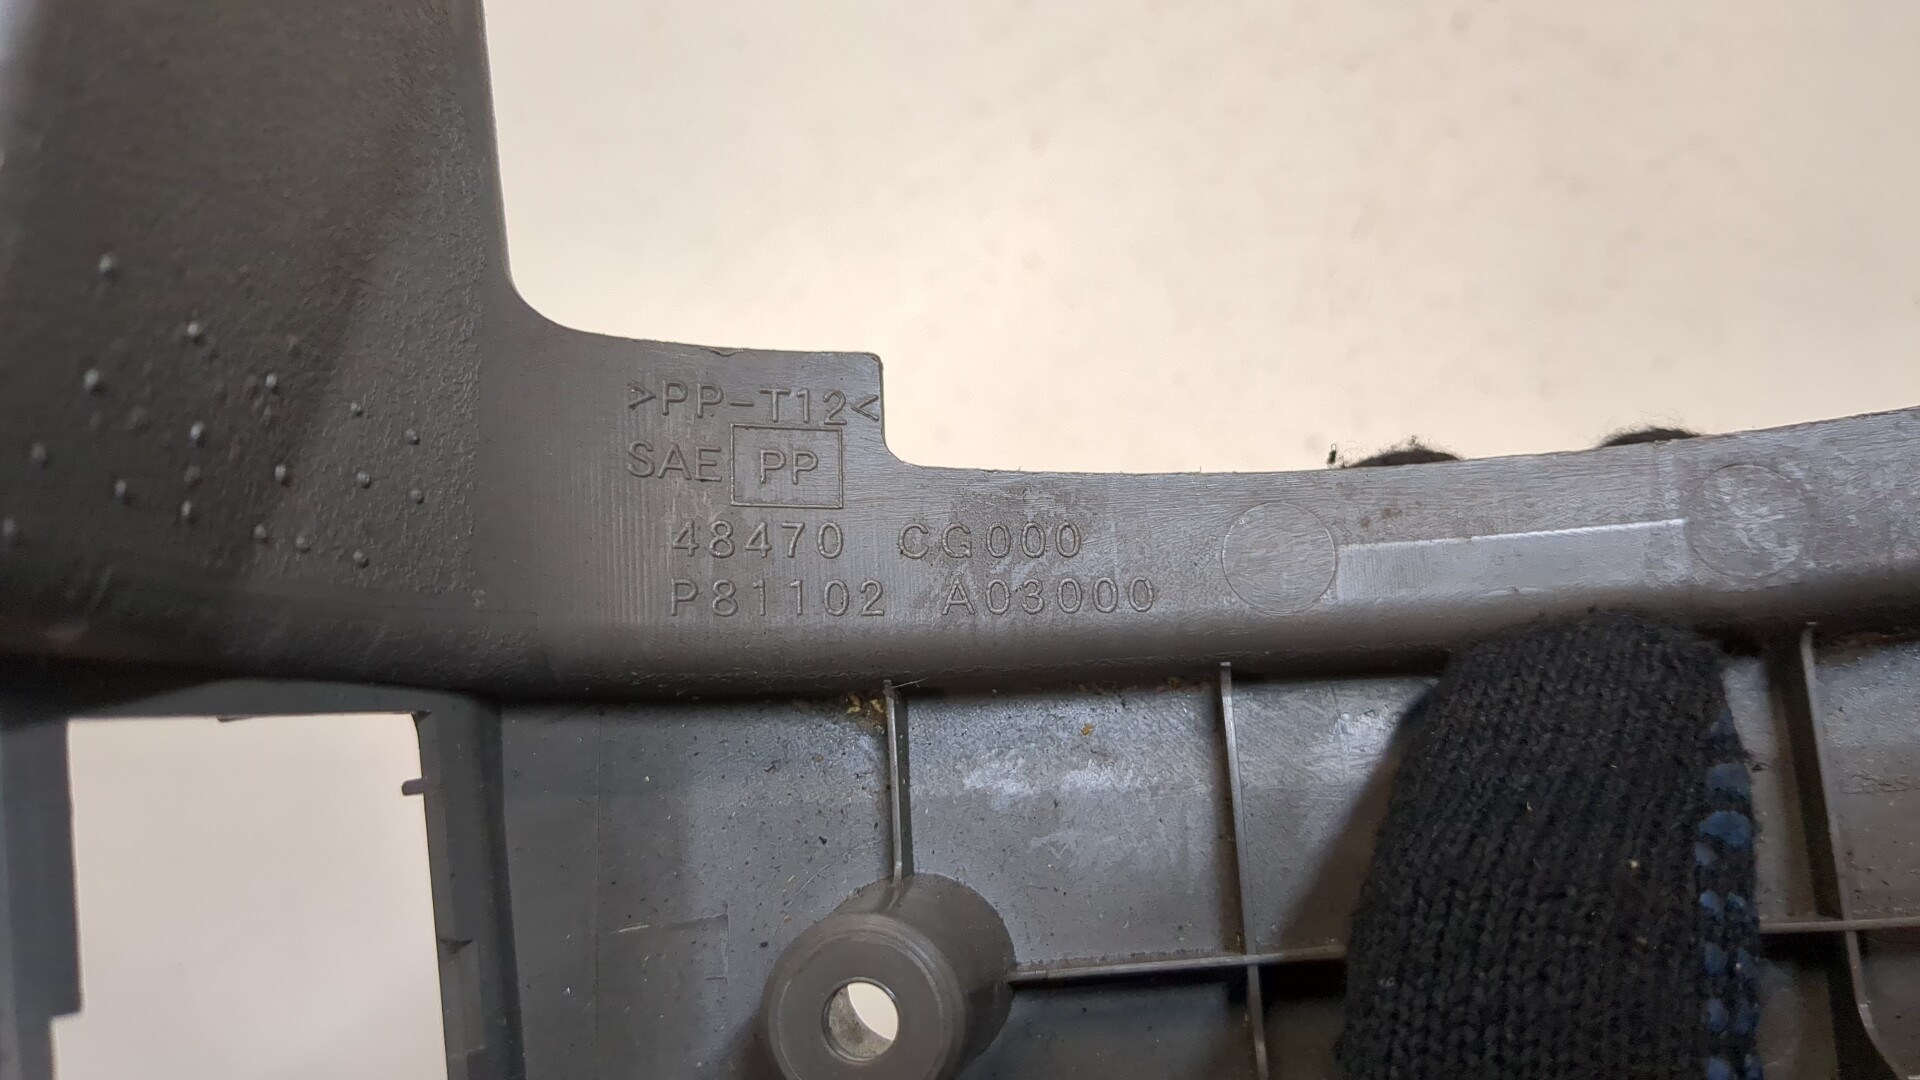 >PP-T12<
SAE PP
48470 CG000
P81102 A03000